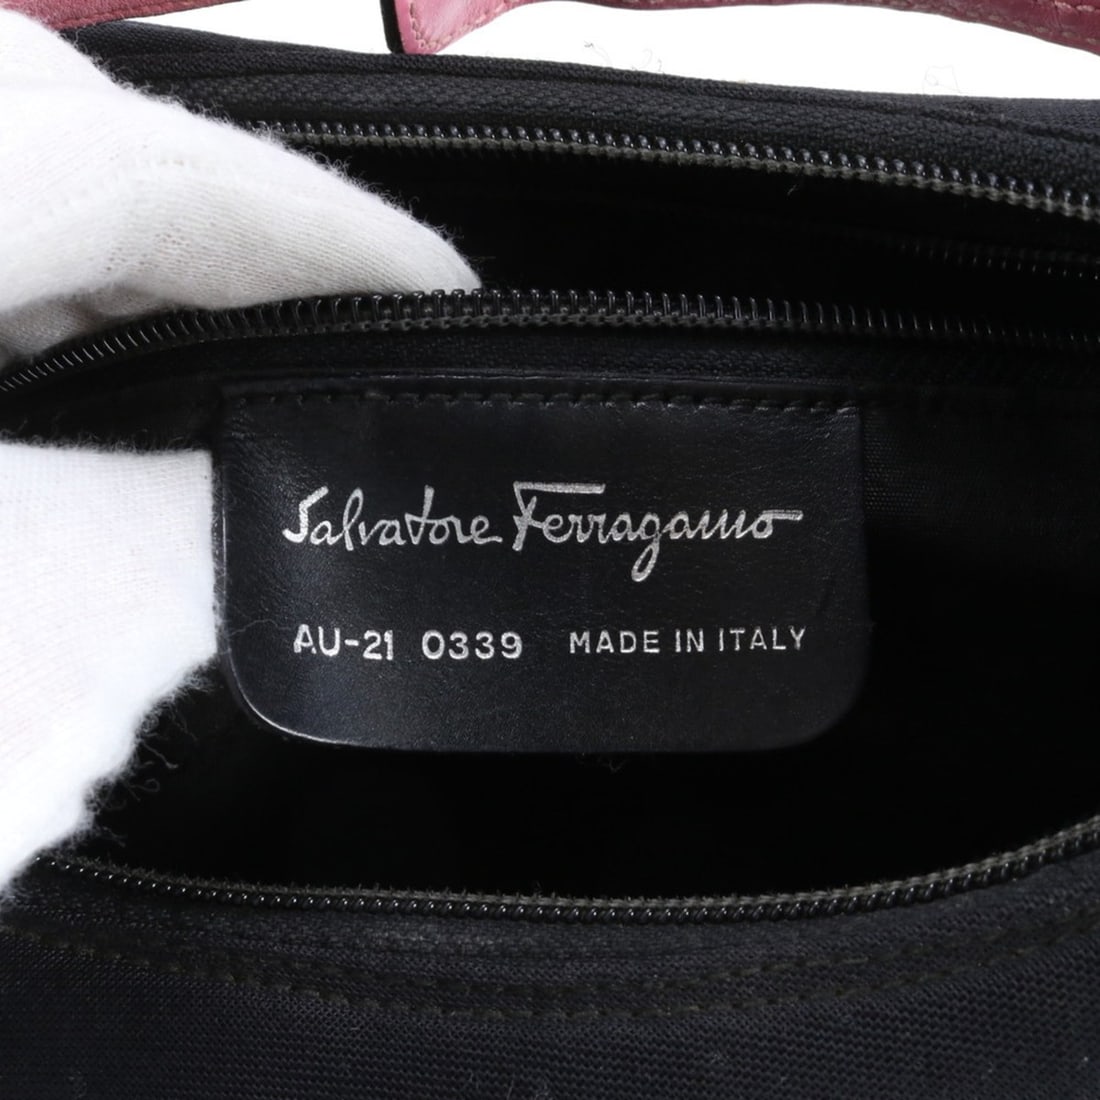 Salvatore Ferragamo
AU-21 0339 MADE IN ITALY